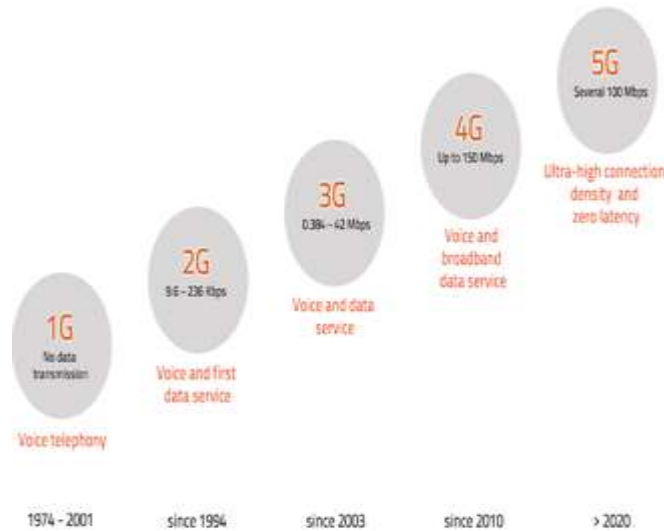 5G
Several 100 Mbps
Ultra-high connection
density and
zero latency
4G
Up to 150 Mbps
Voice and
broadband
data service
3G
0.384 – 42 Mbps
Voice and data
service
2G
9.6 – 236 Kbps
Voice and first
data service
1G
No data
transmission
Voice telephony
1974 - 2001
since 1994
since 2003
since 2010
> 2020